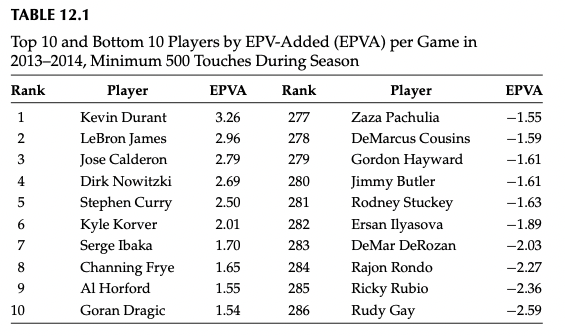 TABLE 12.1
Top 10 and Bottom 10 Players by EPV-Added (EPVA) per Game in
2013–2014, Minimum 500 Touches During Season
Rank Player EPVA Rank Player EPVA
1 Kevin Durant 3.26 277 Zaza Pachulia −1.55
2 LeBron James 2.96 278 DeMarcus Cousins −1.59
3 Jose Calderon 2.79 279 Gordon Hayward −1.61
4 Dirk Nowitzki 2.69 280 Jimmy Butler −1.61
5 Stephen Curry 2.50 281 Rodney Stuckey −1.63
6 Kyle Korver 2.01 282 Ersan Ilyasova −1.89
7 Serge Ibaka 1.70 283 DeMar DeRozan −2.03
8 Channing Frye 1.65 284 Rajon Rondo −2.27
9 Al Horford 1.55 285 Ricky Rubio −2.36
10 Goran Dragic 1.54 286 Rudy Gay −2.59